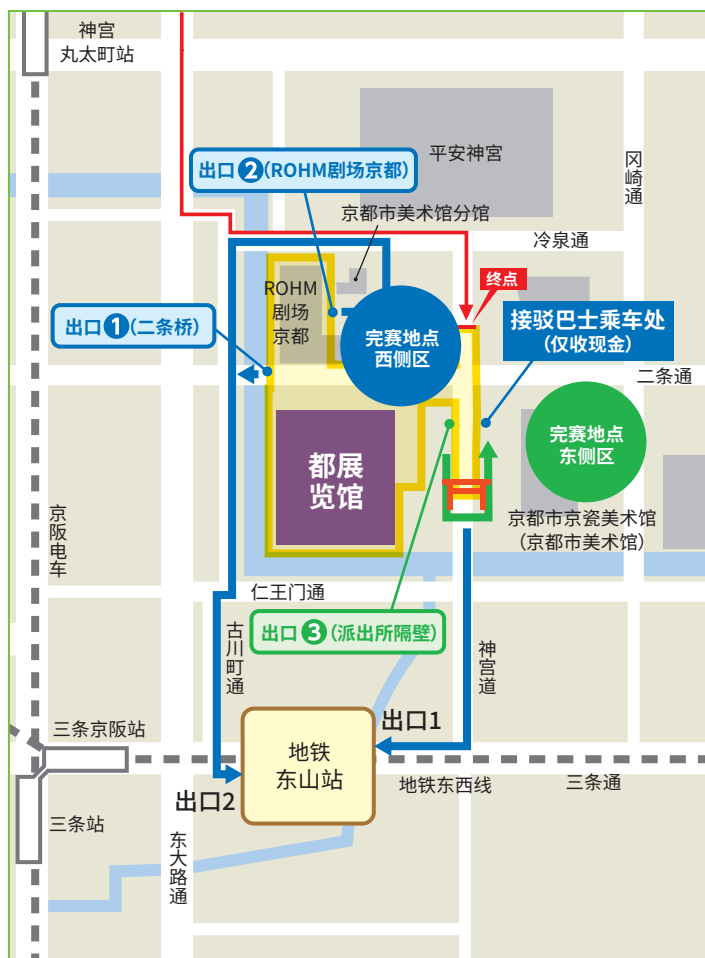 神宫
丸太町站
平安神宮
冈崎通
出口❷(ROHM剧场京都)
京都市美术馆分馆
冷泉通
终点
ROHM
剧场
京都
接驳巴士乘车处
(仅收现金)
出口❶(二条桥)
完赛地点
西侧区
二条通
完赛地点
东侧区
都展
览馆
京都市京瓷美术馆
(京都市美术馆)
京阪电车
仁王门通
出口❸(派出所隔壁)
古川町通
神宫道
出口1
三条京阪站
地铁
东山站
地铁东西线
三条通
出口2
三条站
东大路通